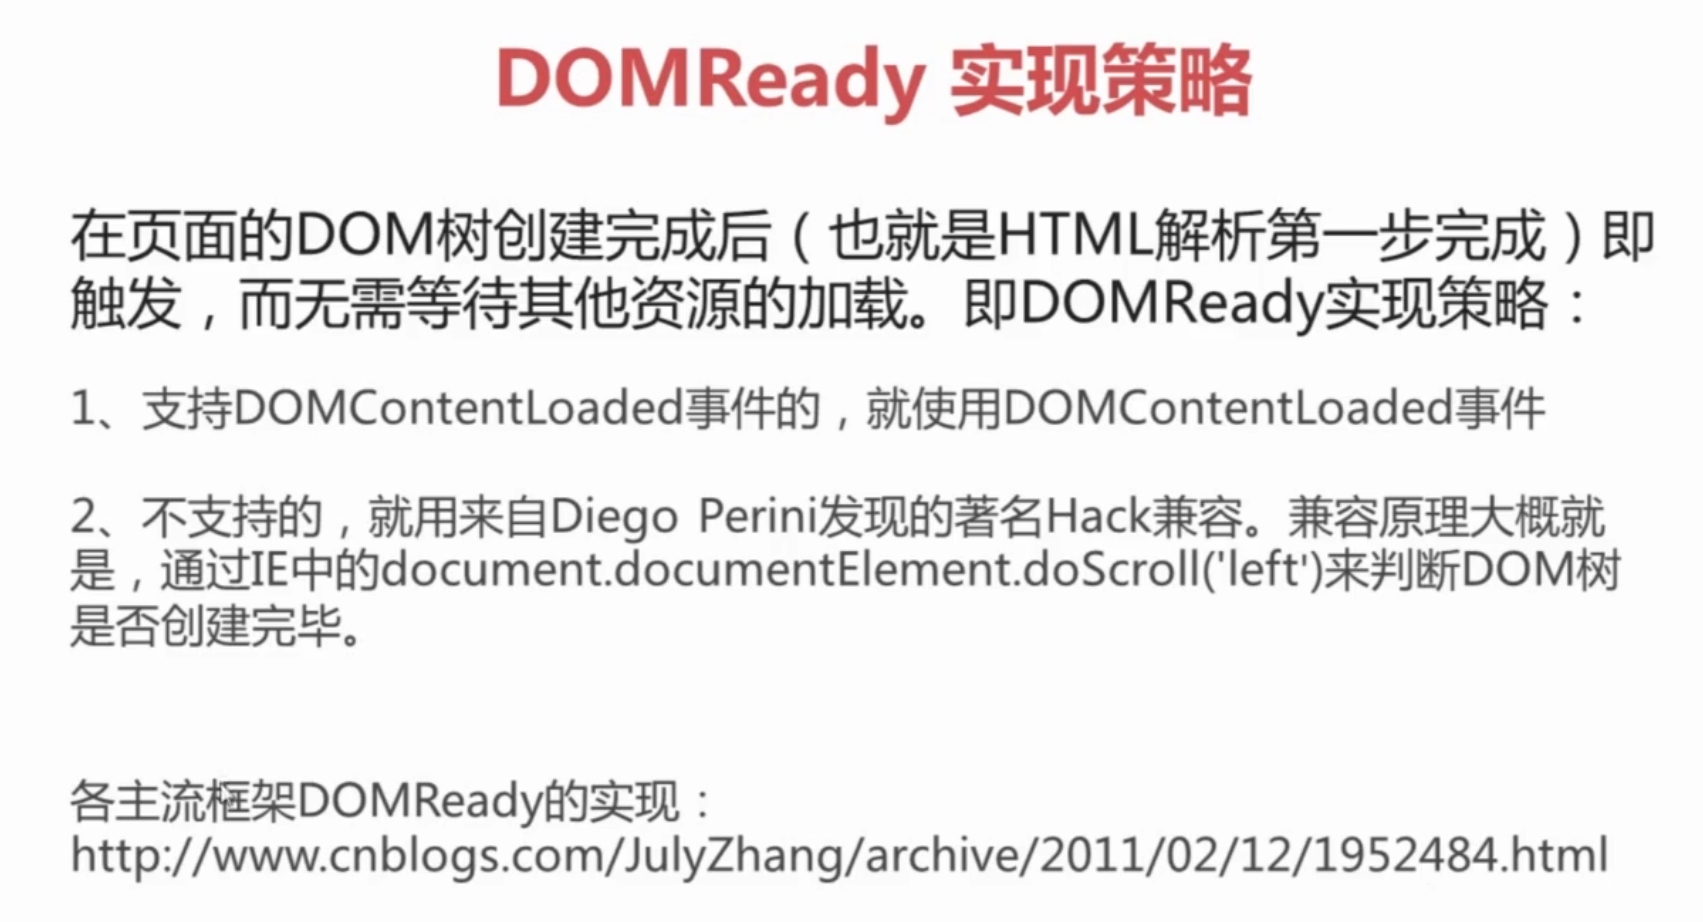 DOMReady 实现策略
在页面的DOM树创建完成后（也就是HTML解析第一步完成）即
触发，而无需等待其他资源的加载。即DOMReady实现策略：
1、支持DOMContentLoaded事件的，就使用DOMContentLoaded事件
2、不支持的，就用来自Diego Perini发现的著名Hack兼容。兼容原理大概就
是，通过IE中的document.documentElement.doScroll('left')来判断DOM树
是否创建完毕。
各主流框架DOMReady的实现：
http://www.cnblogs.com/JulyZhang/archive/2011/02/12/1952484.html